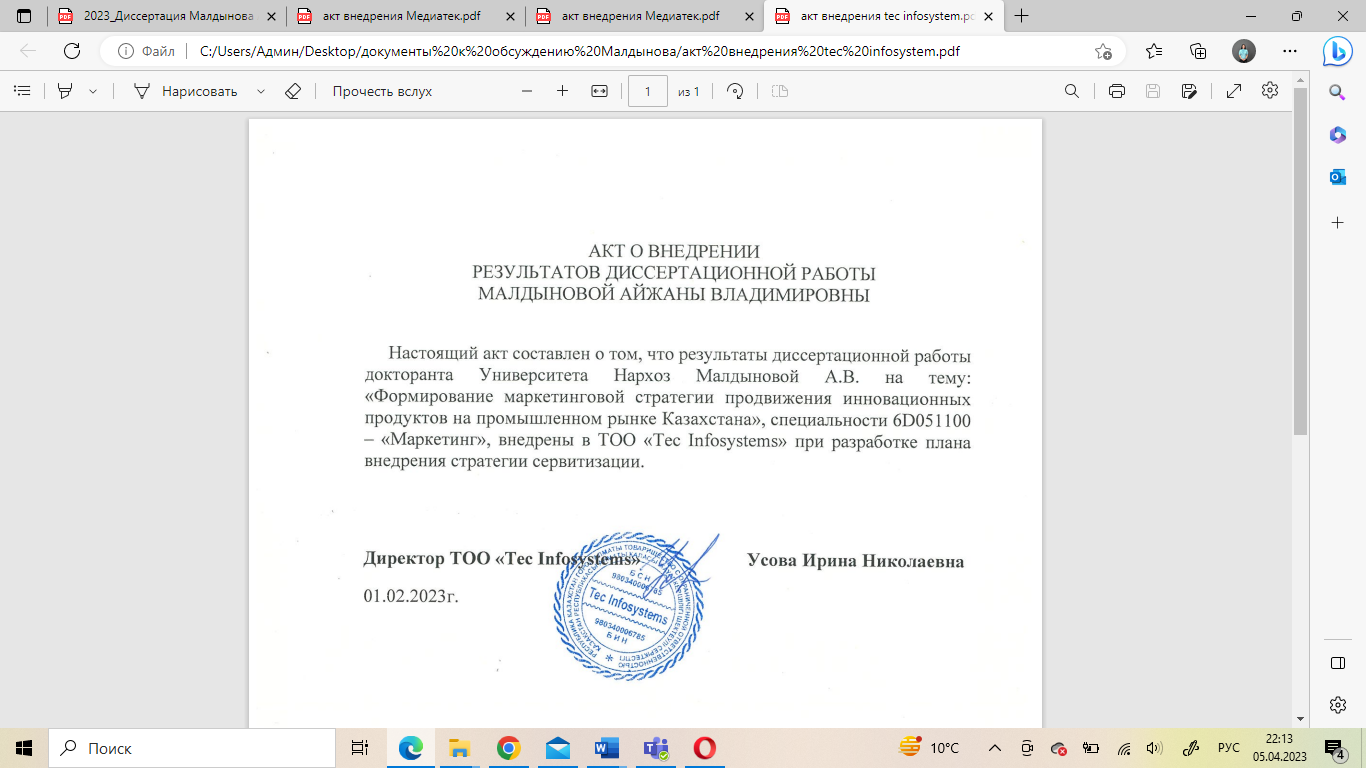 2023_Диссертация Малдынова
акт внедрения Медиатек.pdf
акт внедрения Медиатек.pdf
акт внедрения tec infosystem.pd
Файл
C:/Users/Админ/Desktop/документы%20к%20обсуждению%20Малдынова/акт%20внедрения%20tec%20infosystem.pdf
Нарисовать
Прочесть вслух
1
из 1
АКТ О ВНЕДРЕНИИ
РЕЗУЛЬТАТОВ ДИССЕРТАЦИОННОЙ РАБОТЫ
МАЛДЫНОВОЙ АЙЖАНЫ ВЛАДИМИРОВНЫ
Настоящий акт составлен о том, что результаты диссертационной работы
докторанта Университета Нархоз Малдыновой А.В. на тему:
«Формирование маркетинговой стратегии продвижения инновационных
продуктов на промышленном рынке Казахстана», специальности 6D051100
– «Маркетинг», внедрены в ТОО «Tec Infosystems» при разработке плана
внедрения стратегии сервитизации.
Директор ТОО «Tec Infosystems»
Усова Ирина Николаевна
01.02.2023г.
БСН
980340006785
Tec Infosystems
980340006785
БИН
Поиск
10°C
РУС
22:13
05.04.2023
4